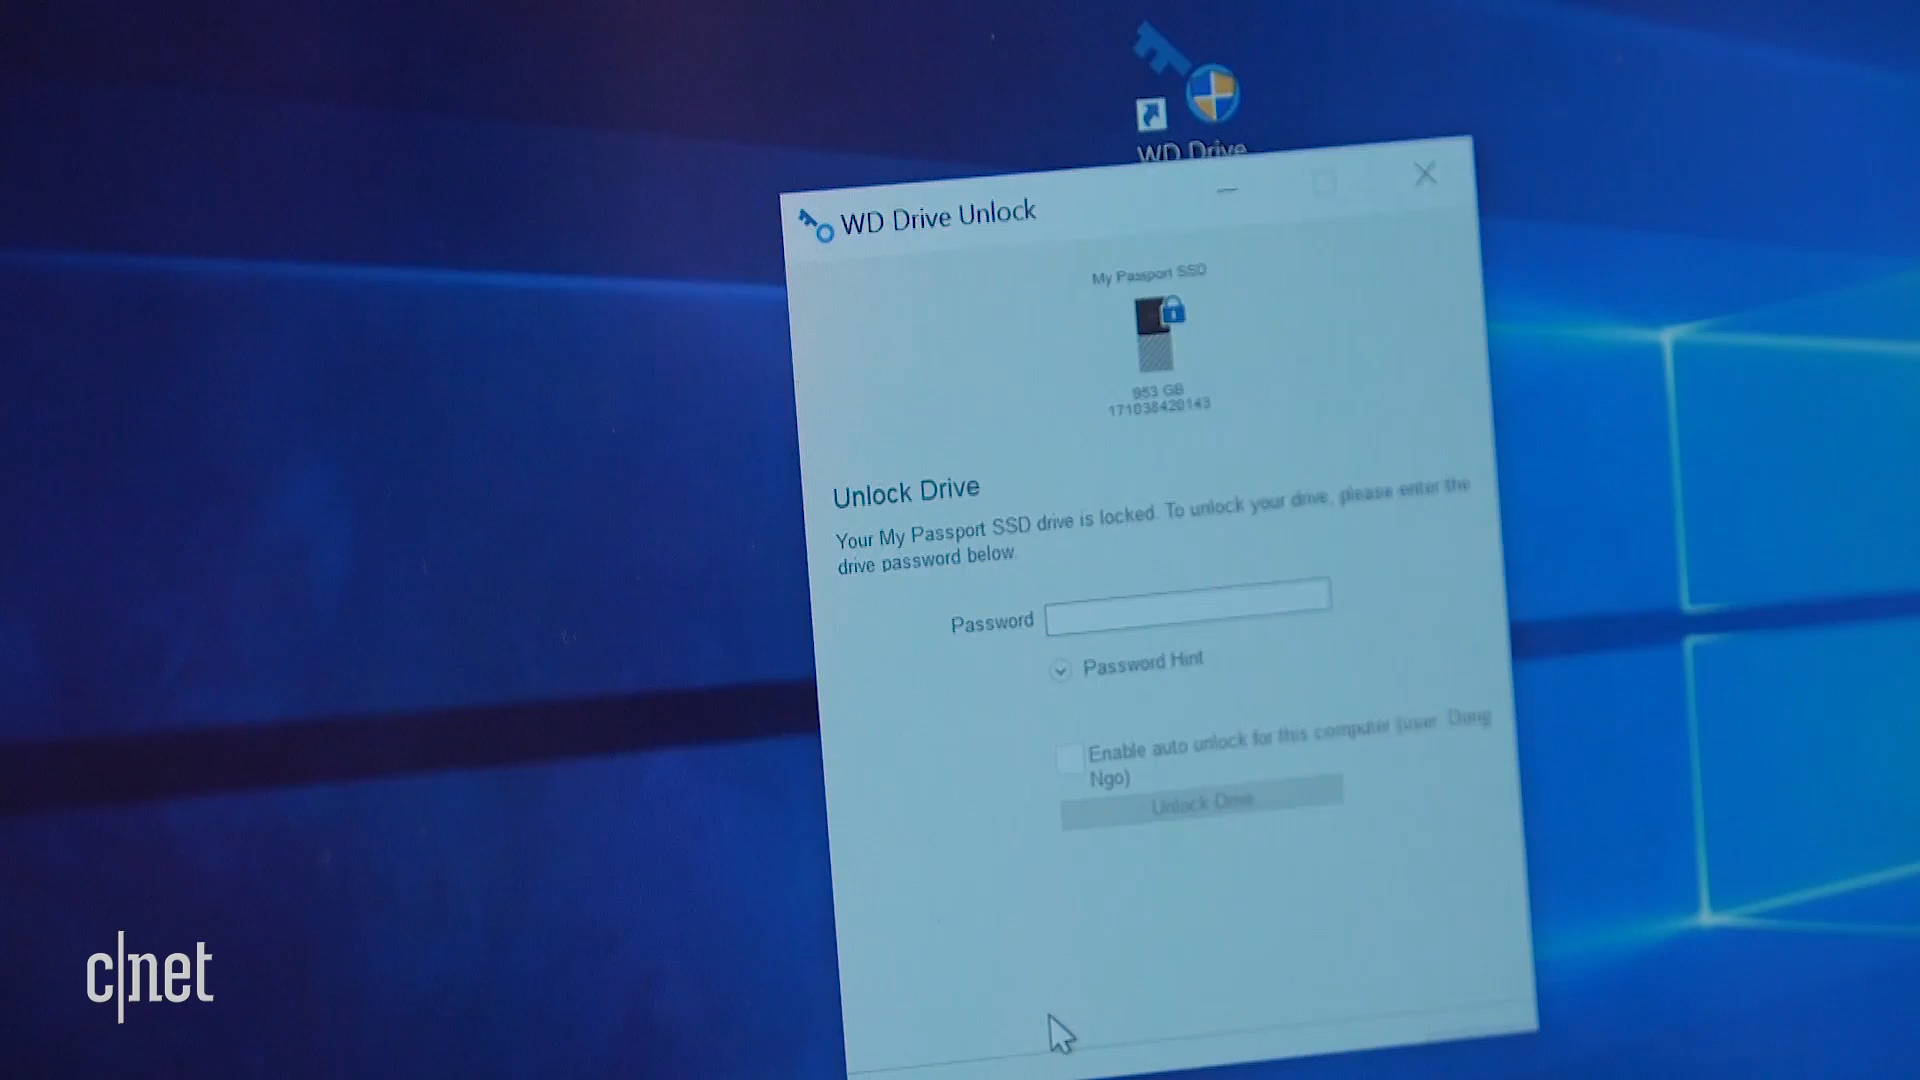 WD Drive
WD Drive Unlock
My Passport SSD
953 GB
171038420143
Unlock Drive
Your My Passport SSD drive is locked. To unlock your drive, please enter the
drive password below.
Password
Password Hint
Enable auto unlock for this computer (user: Dong
Ngo)
Unlock Drive
c|net